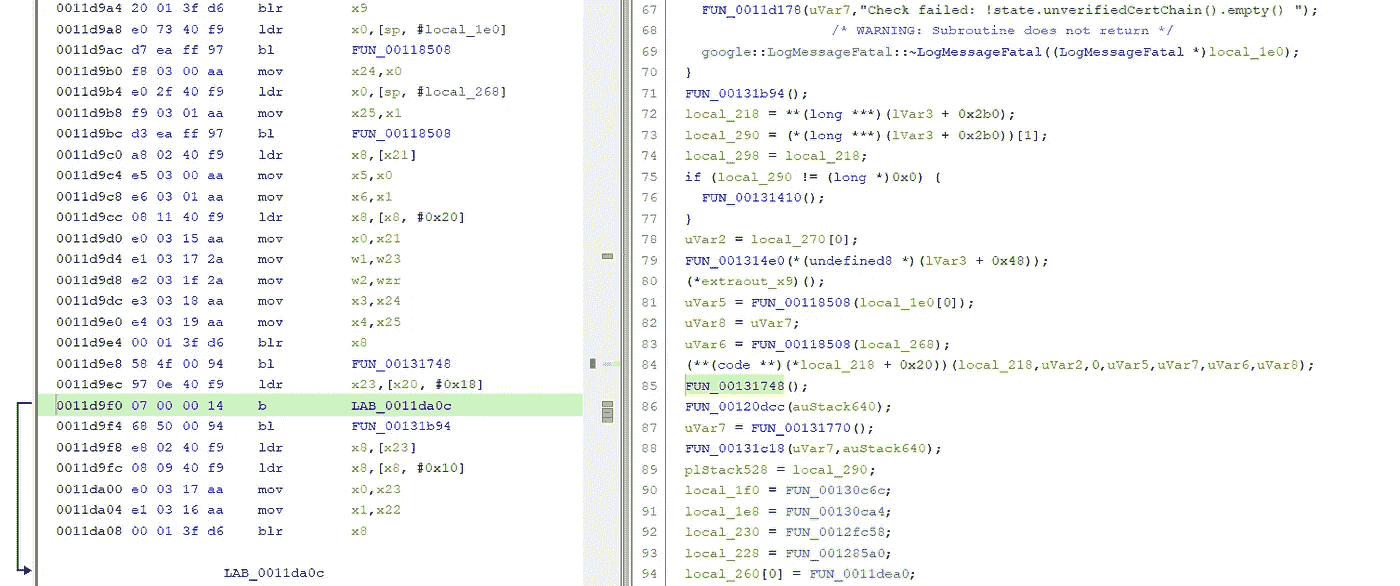 0011d9a4 20 01 3f d6 blr x9
0011d9a8 e0 73 40 f9 ldr x0,[sp, #local_1e0]
0011d9ac d7 ea ff 97 bl FUN_00118508
0011d9b0 f8 03 00 aa mov x24,x0
0011d9b4 e0 2f 40 f9 ldr x0,[sp, #local_268]
0011d9b8 f9 03 01 aa mov x25,x1
0011d9bc d3 ea ff 97 bl FUN_00118508
0011d9c0 a8 02 40 f9 ldr x8,[x21]
0011d9c4 e5 03 00 aa mov x5,x0
0011d9c8 e6 03 01 aa mov x6,x1
0011d9cc 08 11 40 f9 ldr x8,[x8, #0x20]
0011d9d0 e0 03 15 aa mov x0,x21
0011d9d4 e1 03 17 2a mov w1,w23
0011d9d8 e2 03 1f 2a mov w2,wzr
0011d9dc e3 03 18 aa mov x3,x24
0011d9e0 e4 03 19 aa mov x4,x25
0011d9e4 00 01 3f d6 blr x8
0011d9e8 58 4f 00 94 bl FUN_00131748
0011d9ec 97 0e 40 f9 ldr x23,[x20, #0x18]
0011d9f0 07 00 00 14 b LAB_0011da0c
0011d9f4 68 50 00 94 bl FUN_00131b94
0011d9f8 e8 02 40 f9 ldr x8,[x23]
0011d9fc 08 09 40 f9 ldr x8,[x8, #0x10]
0011da00 e0 03 17 aa mov x0,x23
0011da04 e1 03 16 aa mov x1,x22
0011da08 00 01 3f d6 blr x8
LAB_0011da0c
67 FUN_0011d178(uVar7,"Check failed: !state.unverifiedCertChain().empty() ");
68 /* WARNING: Subroutine does not return */
69 google::LogMessageFatal::~LogMessageFatal((LogMessageFatal *)local_1e0);
70 }
71 FUN_00131b94();
72 local_218 = **(long ***)(lVar3 + 0x2b0);
73 local_290 = (*(long ***)(lVar3 + 0x2b0))[1];
74 local_298 = local_218;
75 if (local_290 != (long *)0x0) {
76 FUN_00131410();
77 }
78 uVar2 = local_270[0];
79 FUN_001314e0(*(undefined8 *)(lVar3 + 0x48));
80 (*extraout_x9)();
81 uVar5 = FUN_00118508(local_1e0[0]);
82 uVar8 = uVar7;
83 uVar6 = FUN_00118508(local_268);
84 (**(code **)(*local_218 + 0x20))(local_218,uVar2,0,uVar5,uVar7,uVar6,uVar8);
85 FUN_00131748();
86 FUN_00120dcc(auStack640);
87 uVar7 = FUN_00131770();
88 FUN_00131c18(uVar7,auStack640);
89 plStack528 = local_290;
90 local_1f0 = FUN_00130c6c;
91 local_1e8 = FUN_00130ca4;
92 local_230 = FUN_0012fc58;
93 local_228 = FUN_001285a0;
94 local_260[0] = FUN_0011dea0;